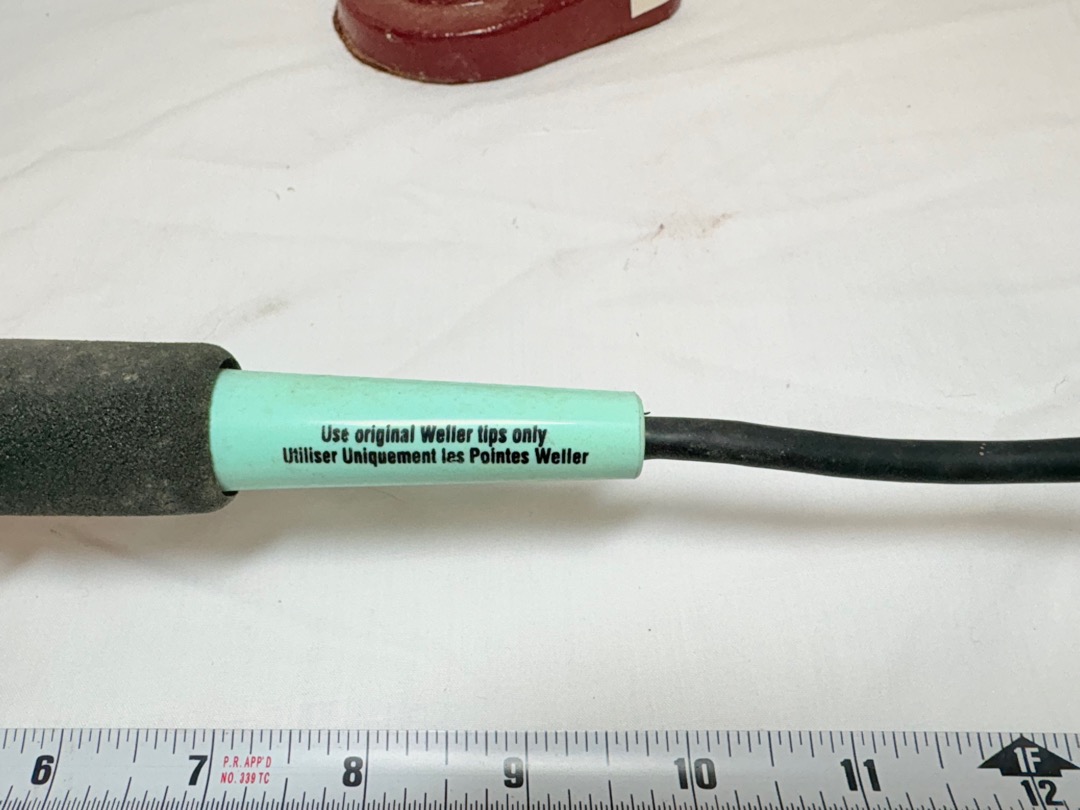 Use original Weller tips only
Utiliser Uniquement les Pointes Weller
6 7 8 9 10 11 12
P.R. APP'D
NO. 339 TC
1F